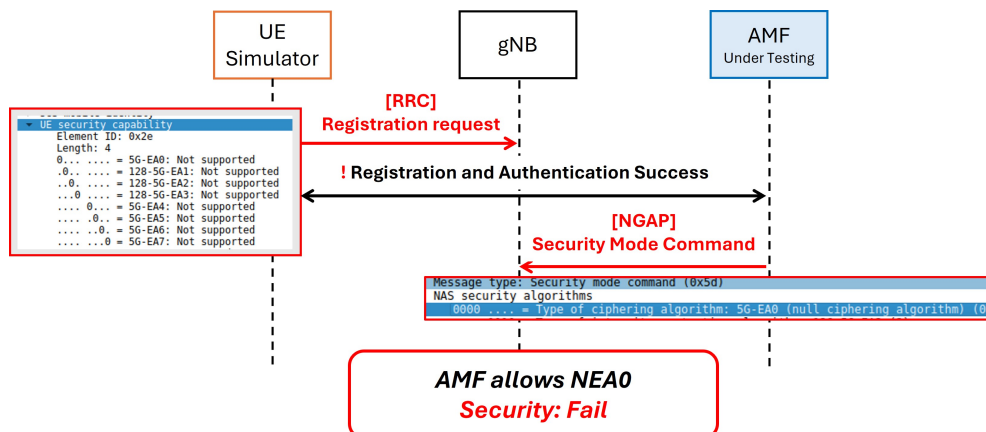 UE
Simulator
gNB
AMF
Under Testing
[RRC]
Registration request
UE security capability
Element ID: 0x2e
Length: 4
0... .... = 5G-EA0: Not supported
.0.. .... = 128-5G-EA1: Not supported
..0. .... = 128-5G-EA2: Not supported
...0 .... = 128-5G-EA3: Not supported
.... 0... = 5G-EA4: Not supported
.... .0.. = 5G-EA5: Not supported
.... ..0. = 5G-EA6: Not supported
.... ...0 = 5G-EA7: Not supported
! Registration and Authentication Success
[NGAP]
Security Mode Command
Message type: Security mode command (0x5d)
NAS security algorithms
0000 .... = Type of ciphering algorithm: 5G-EA0 (null ciphering algorithm) (0
AMF allows NEA0
Security: Fail